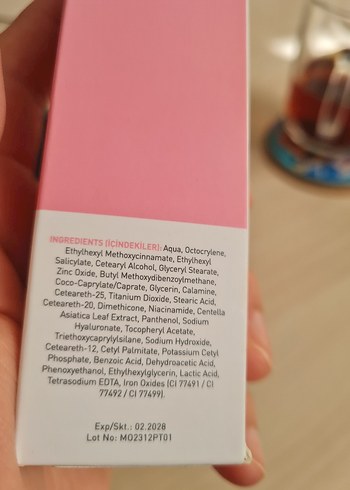 INGREDIENTS (İÇİNDEKİLER): Aqua, Octocrylene,
Ethylhexyl Methoxycinnamate, Ethylhexyl
Salicylate, Cetearyl Alcohol, Glyceryl Stearate,
Zinc Oxide, Butyl Methoxydibenzoylmethane,
Coco-Caprylate/Caprate, Glycerin, Calamine,
Ceteareth-25, Titanium Dioxide, Stearic Acid,
Ceteareth-20, Dimethicone, Niacinamide, Centella
Asiatica Leaf Extract, Panthenol, Sodium
Hyaluronate, Tocopheryl Acetate,
Triethoxycaprylylsilane, Sodium Hydroxide,
Ceteareth-12, Cetyl Palmitate, Potassium Cetyl
Phosphate, Benzoic Acid, Dehydroacetic Acid,
Phenoxyethanol, Ethylhexylglycerin, Lactic Acid,
Tetrasodium EDTA, Iron Oxides (CI 77491 / CI
77492 / CI 77499).
Exp/Skt.: 02.2028
Lot No: MO2312PT01